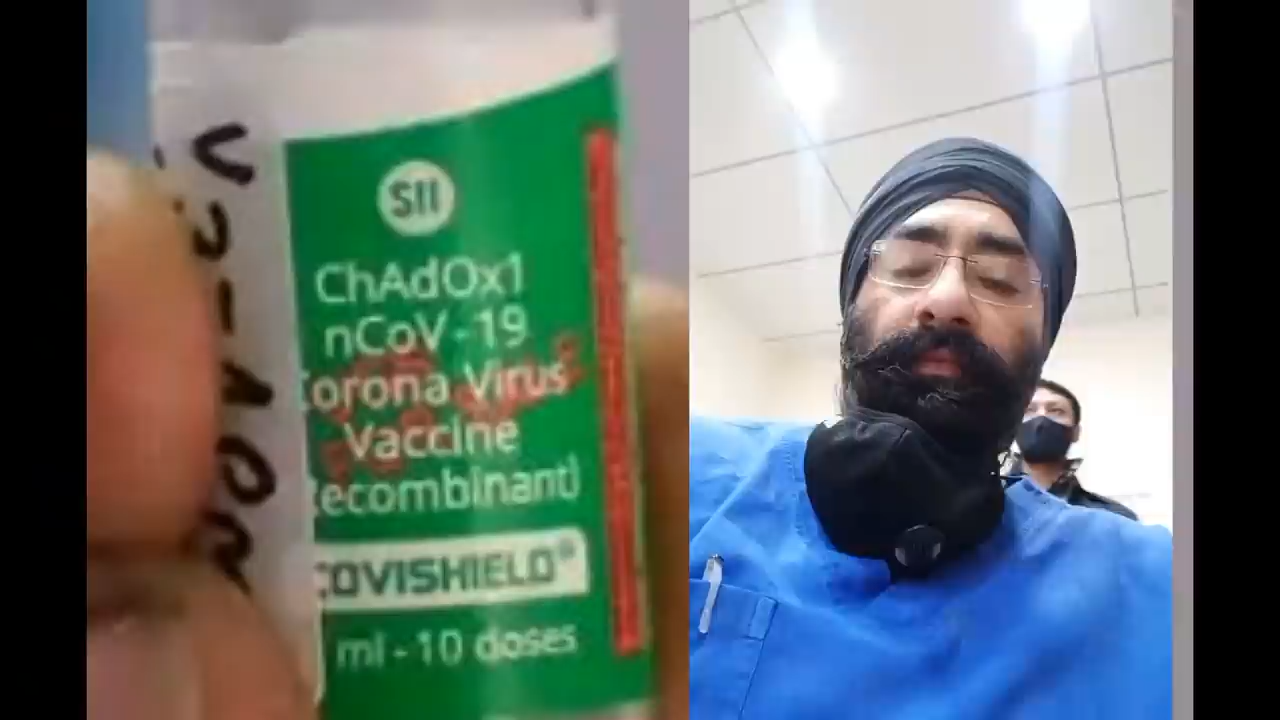 SII
ChAdOx1
nCoV-19
Corona Virus
Vaccine
Recombinant)
COVISHIELD®
ml - 10 doses